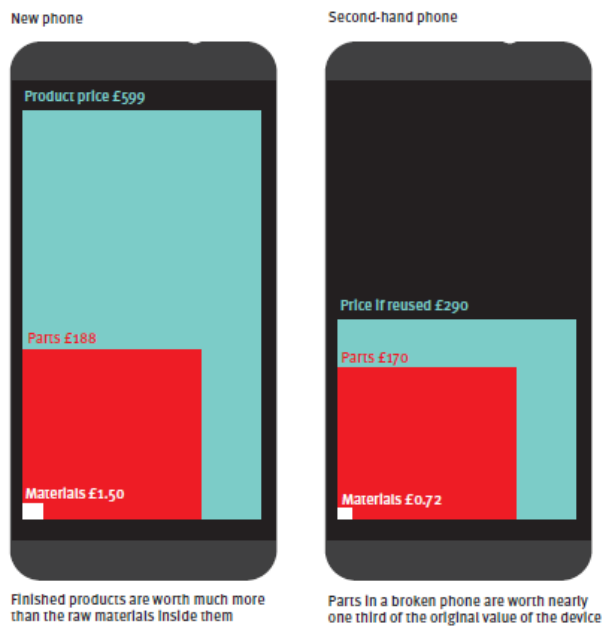 New phone
Product price £599
Parts £188
Materials £1.50
Finished products are worth much more
than the raw materials inside them
Second-hand phone
Price if reused £290
Parts £170
Materials £0.72
Parts in a broken phone are worth nearly
one third of the original value of the device